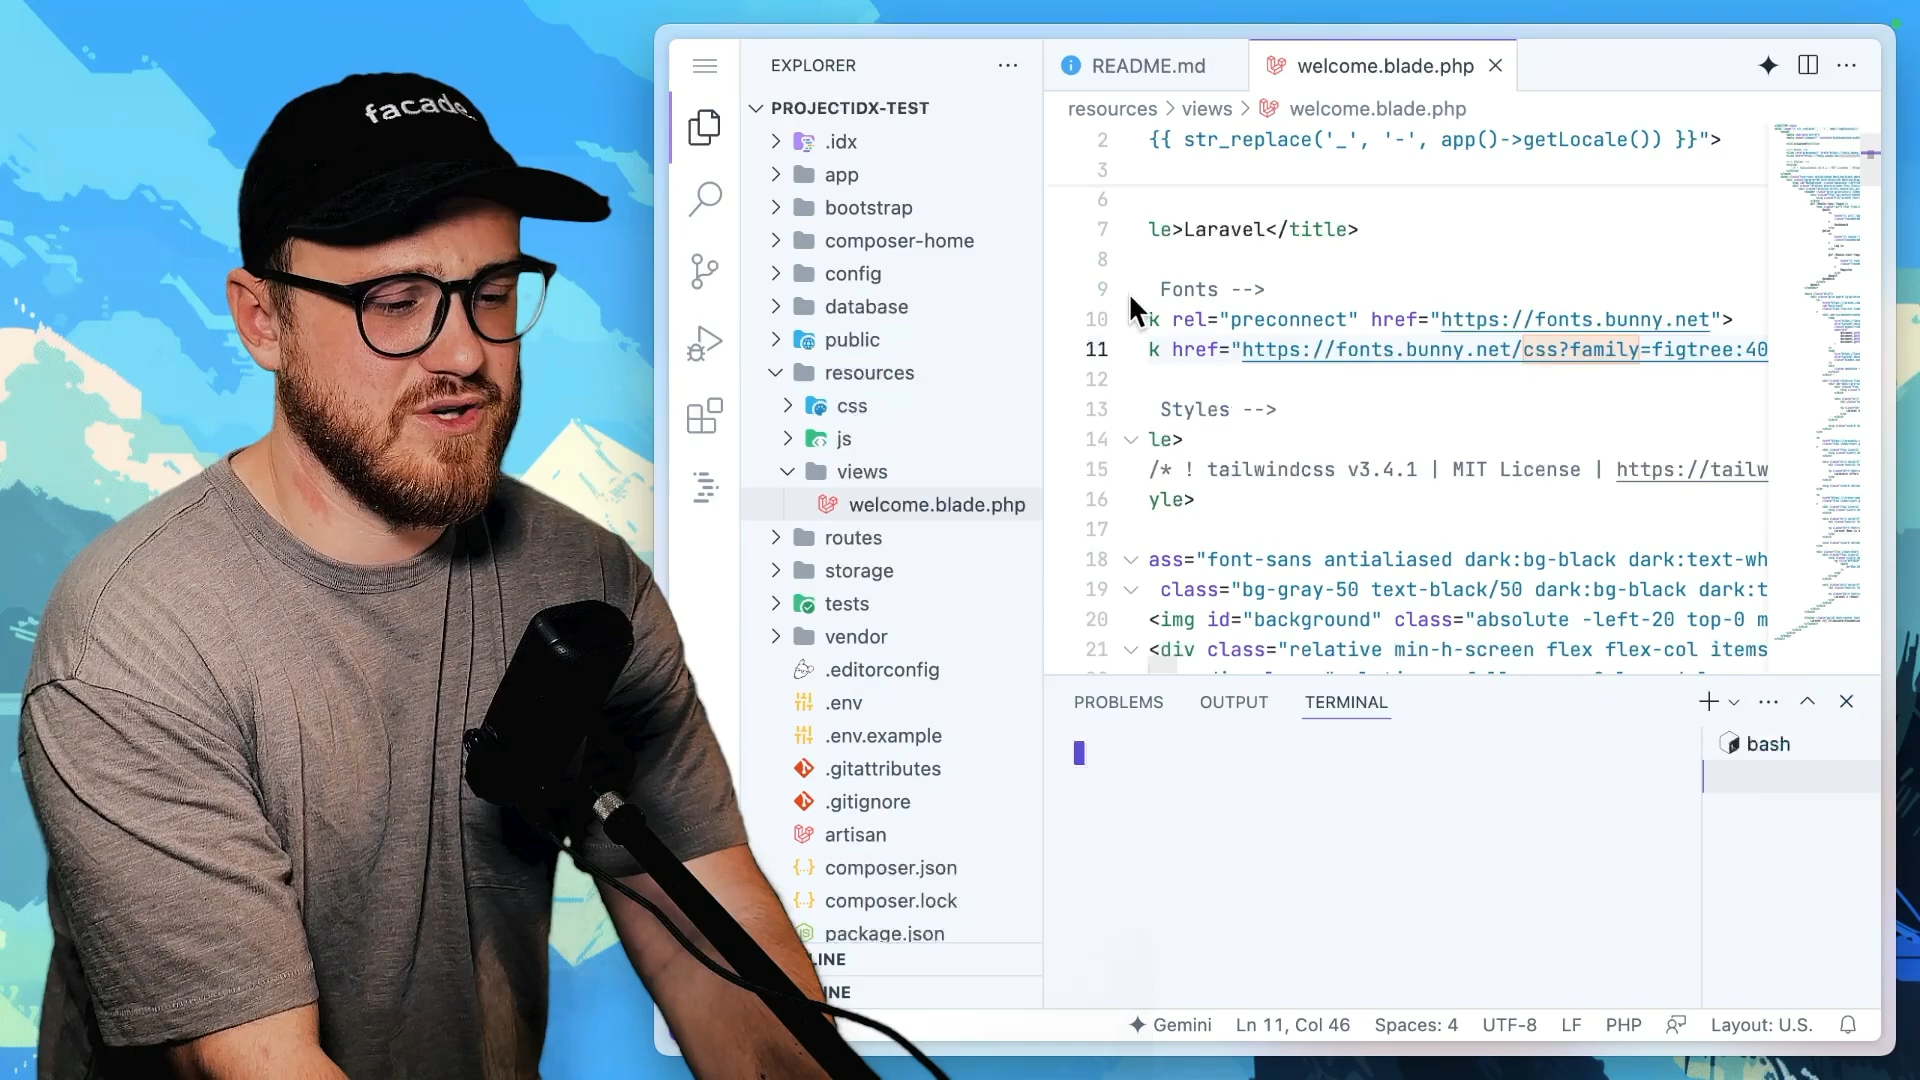 facade
EXPLORER
PROJECTIDX-TEST
.idx
app
bootstrap
composer-home
config
database
public
resources
css
js
views
welcome.blade.php
routes
storage
tests
vendor
.editorconfig
.env
.env.example
.gitattributes
.gitignore
artisan
composer.json
composer.lock
package.json
LINE
INE
README.md
welcome.blade.php
resources > views > welcome.blade.php
2 {{ str_replace('_', '-', app()->getLocale()) }}">
3
6
7 le>Laravel</title>
8
9 Fonts -->
10 k rel="preconnect" href="https://fonts.bunny.net">
11 k href="https://fonts.bunny.net/css?family=figtree:40
12
13 Styles -->
14 le>
15 /* ! tailwindcss v3.4.1 | MIT License | https://tailw
16 yle>
17
18 ass="font-sans antialiased dark:bg-black dark:text-wh
19 class="bg-gray-50 text-black/50 dark:bg-black dark:t
20 <img id="background" class="absolute -left-20 top-0 m
21 <div class="relative min-h-screen flex flex-col items
PROBLEMS OUTPUT TERMINAL
bash
Gemini Ln 11, Col 46 Spaces: 4 UTF-8 LF PHP Layout: U.S.